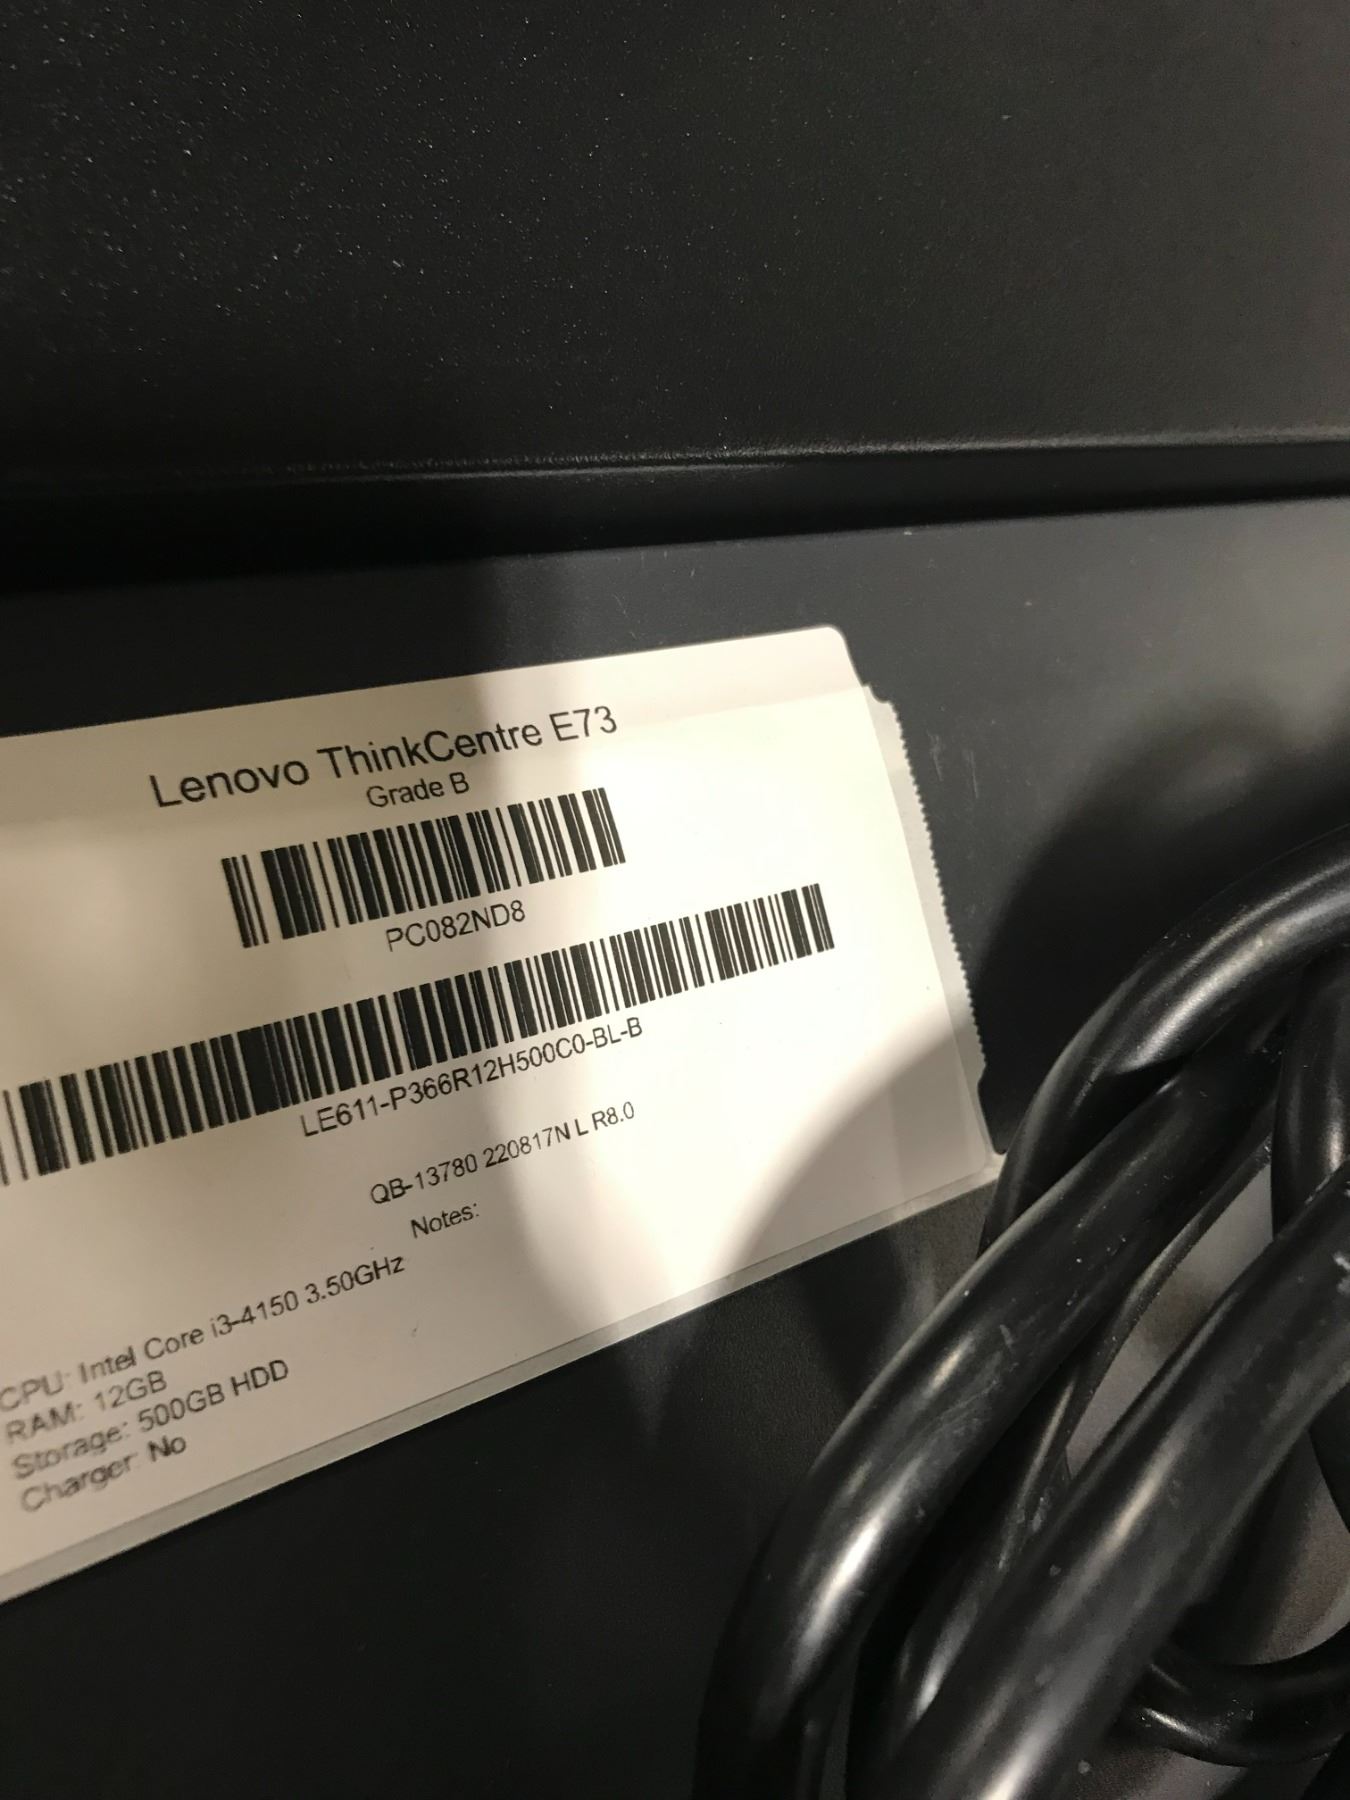 Lenovo ThinkCentre E73
Grade B
PC082ND8
LE611-P366R12H500C0-BL-B
QB-13780 220817N L R8.0
Notes:
CPU: Intel Core i3-4150 3.50GHz
RAM: 12GB
Storage: 500GB HDD
Charger: No